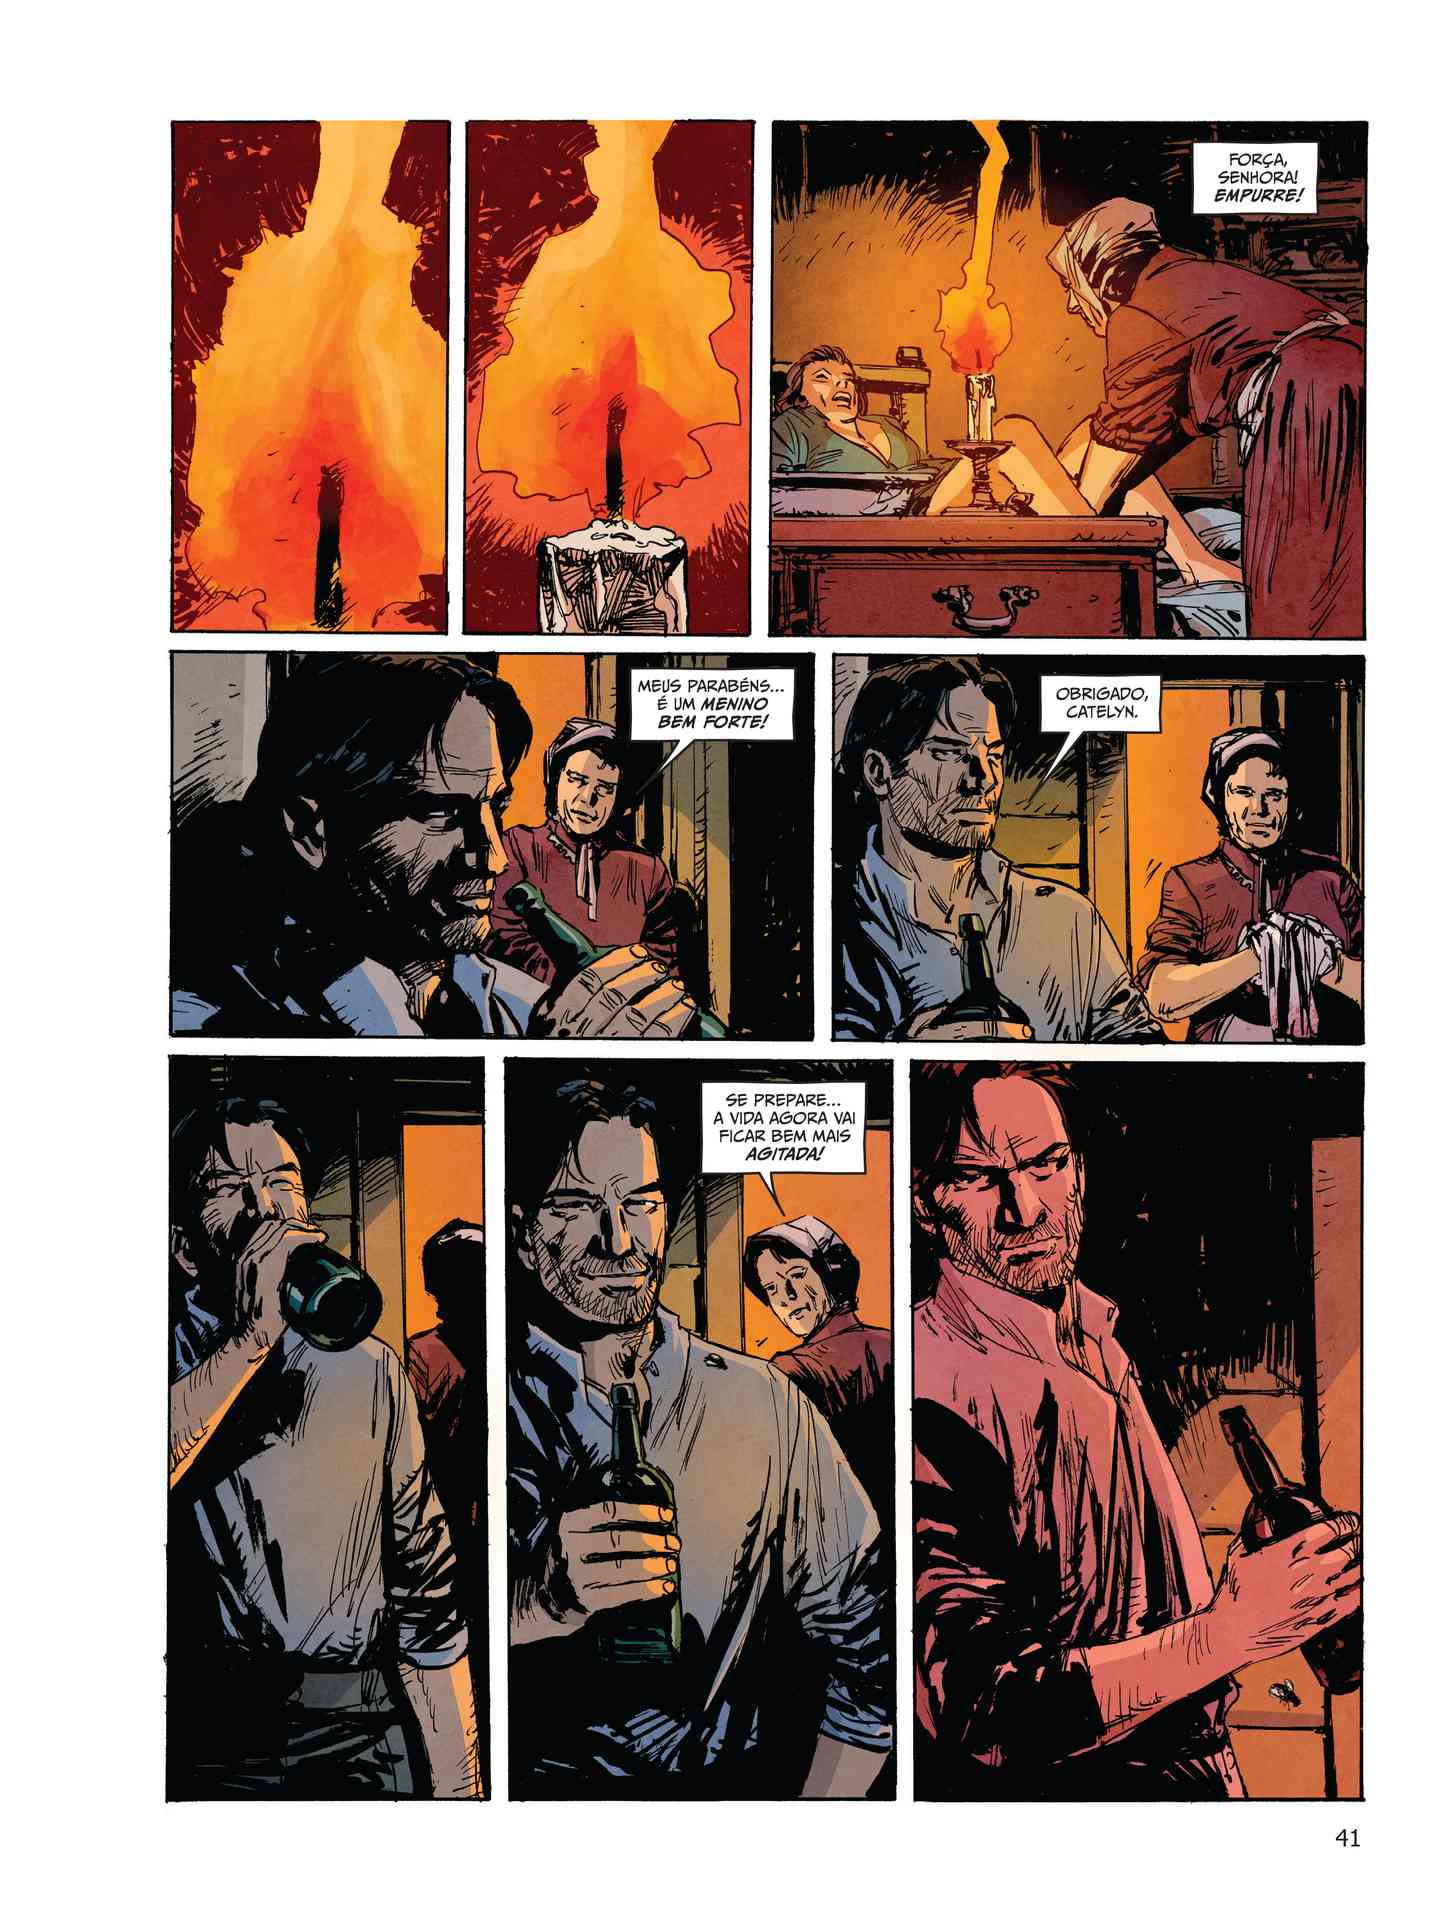 FORÇA,
SENHORA!
EMPURRE!
MEUS PARABÉNS...
É UM MENINO
BEM FORTE!
OBRIGADO,
CATELYN.
SE PREPARE...
A VIDA AGORA VAI
FICAR BEM MAIS
AGITADA!
41